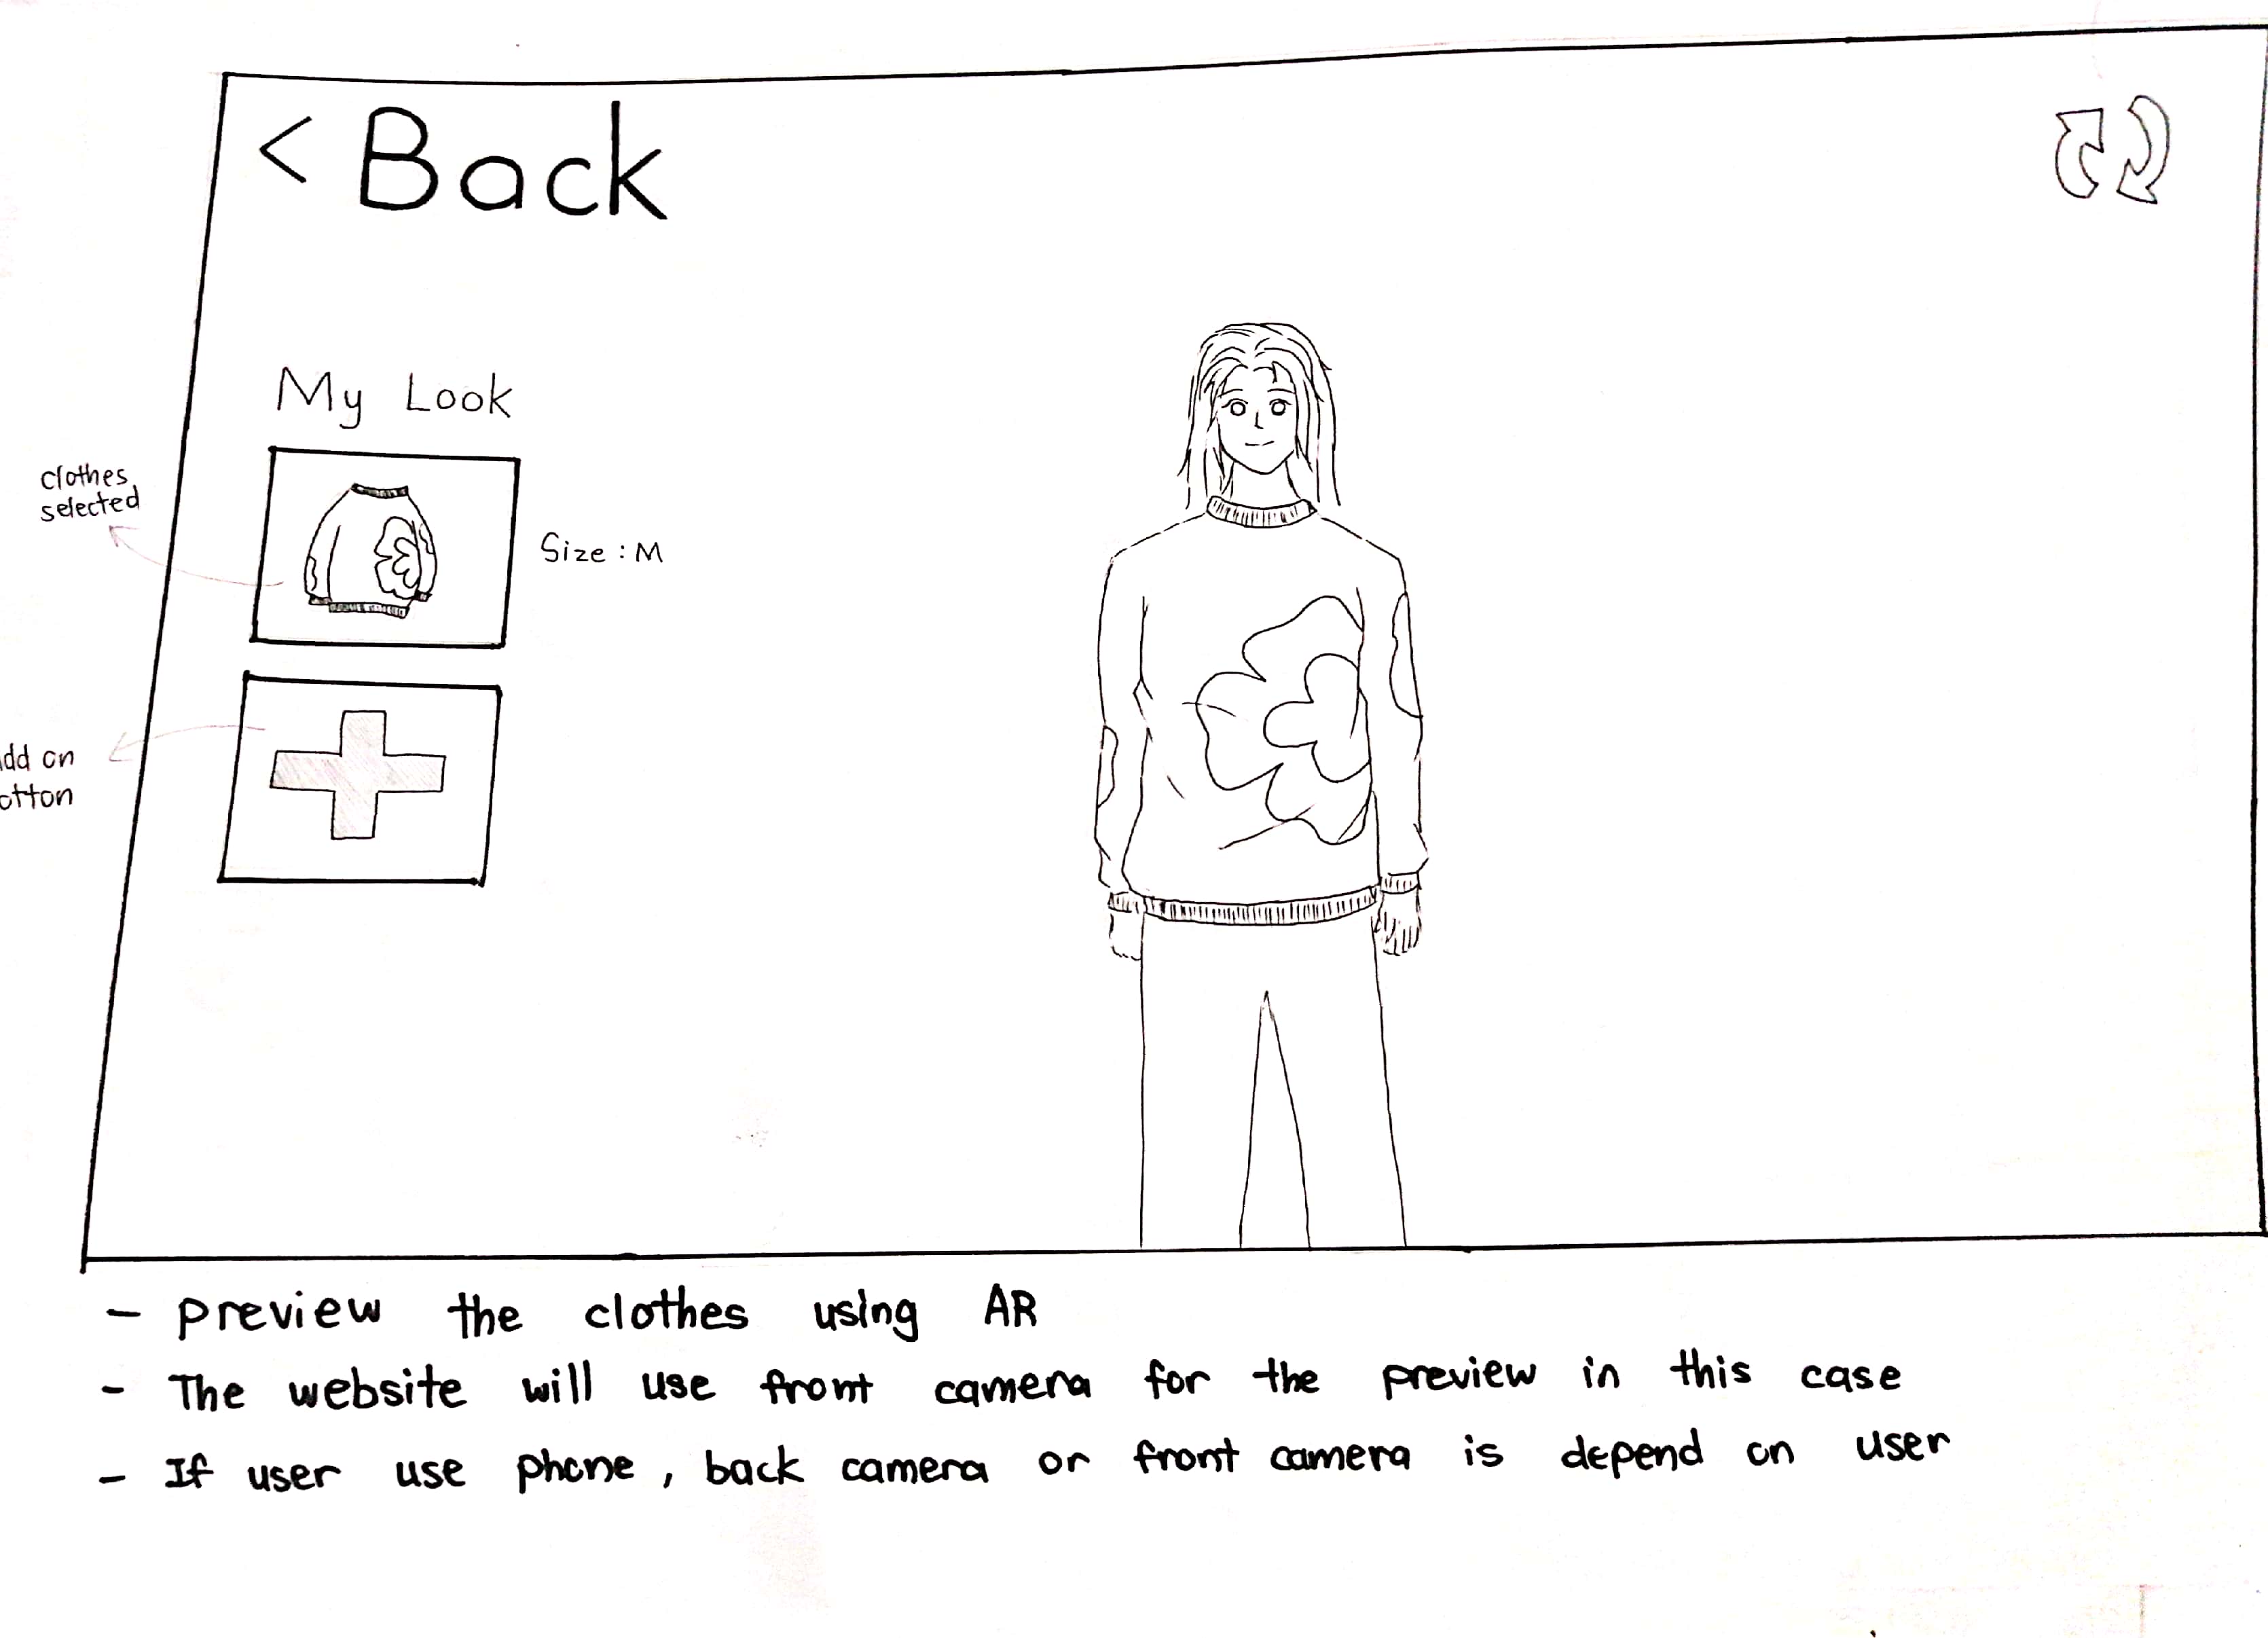 < Back
My Look
clothes
selected
Size : M
dd on
otton
- preview the clothes using AR
- The website will use front camera for the preview in this case
- If user use phone, back camera or front camera is depend on user